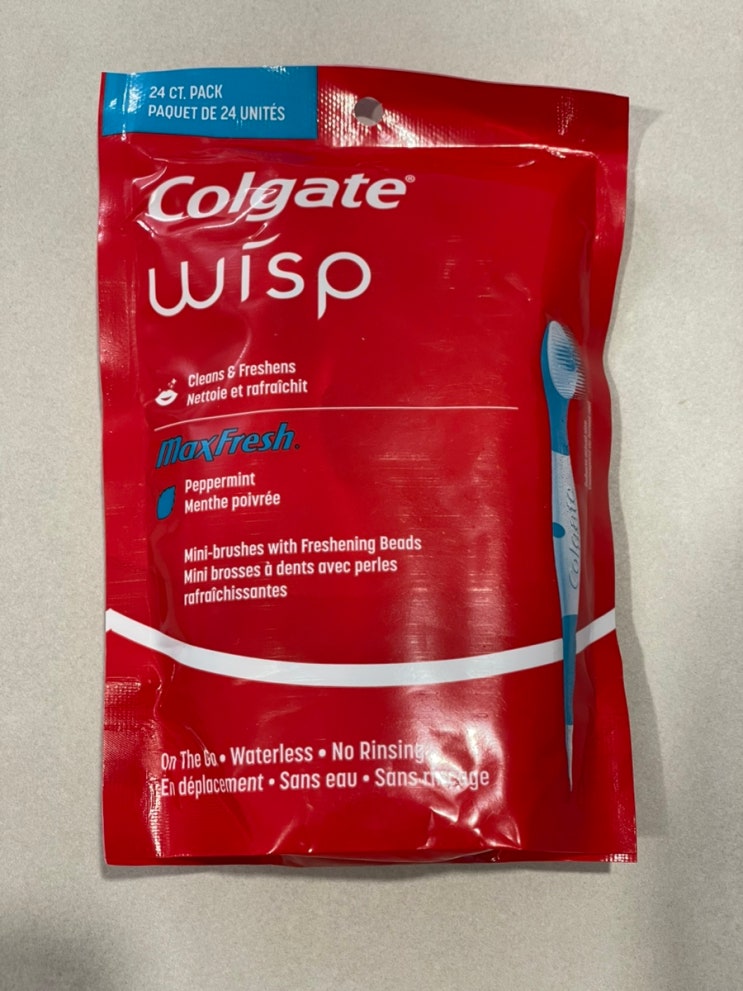 24 CT. PACK
PAQUET DE 24 UNITÉS
Colgate®
wisp
Cleans & Freshens
Nettoie et rafraîchit
MaxFresh®
Peppermint
Menthe poivrée
Mini-brushes with Freshening Beads
Mini brosses à dents avec perles
rafraîchissantes
Colgate
On The Go • Waterless • No Rinsing
En déplacement • Sans eau • Sans rinçage